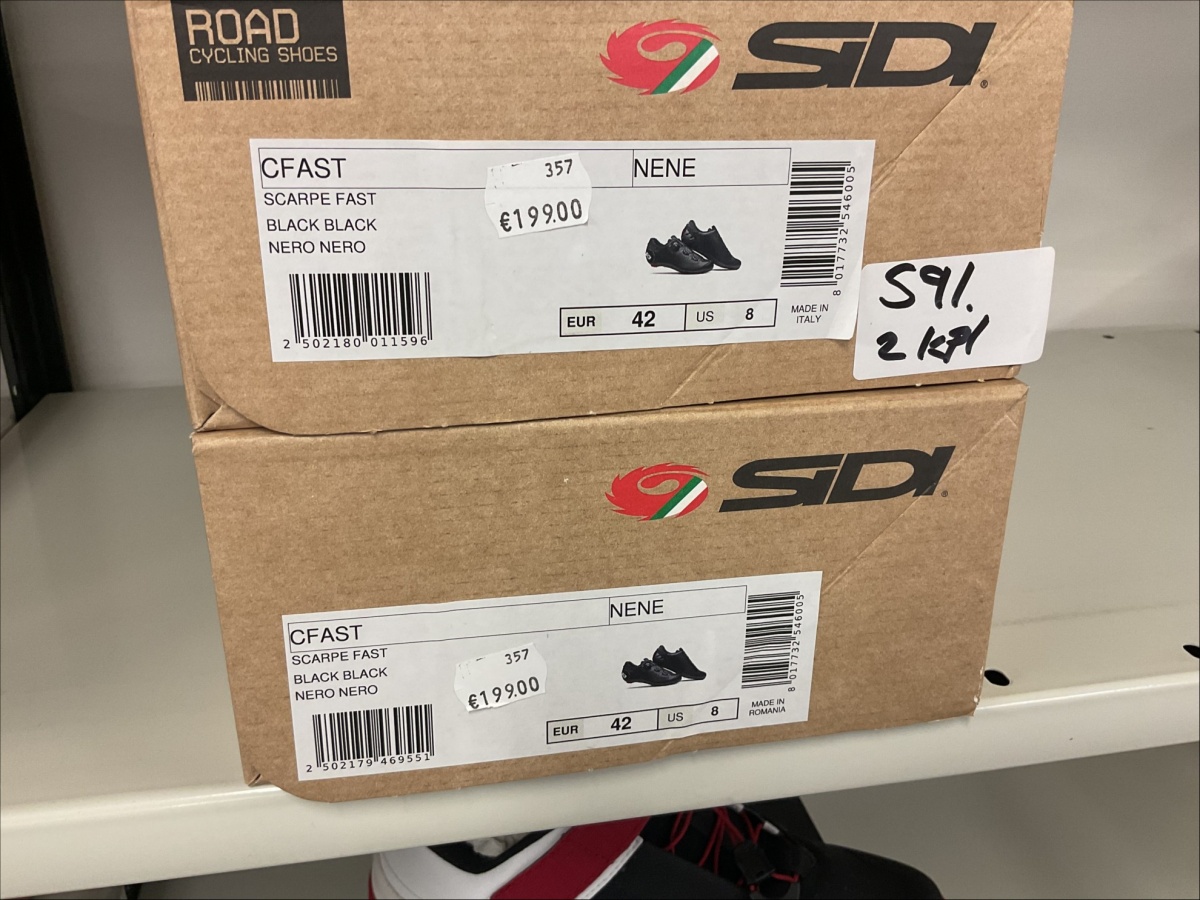 ROAD
CYCLING SHOES
SIDI®
CFAST
NENE
357
€199.00
SCARPE FAST
BLACK BLACK
NERO NERO
2 502180 011596
EUR 42 US 8
MADE IN
ITALY
8 017732 546005
2 kpl
SIDI®
CFAST
NENE
357
€199.00
SCARPE FAST
BLACK BLACK
NERO NERO
2 502179 469551
EUR 42 US 8
MADE IN
ROMANIA
8 017732 546005